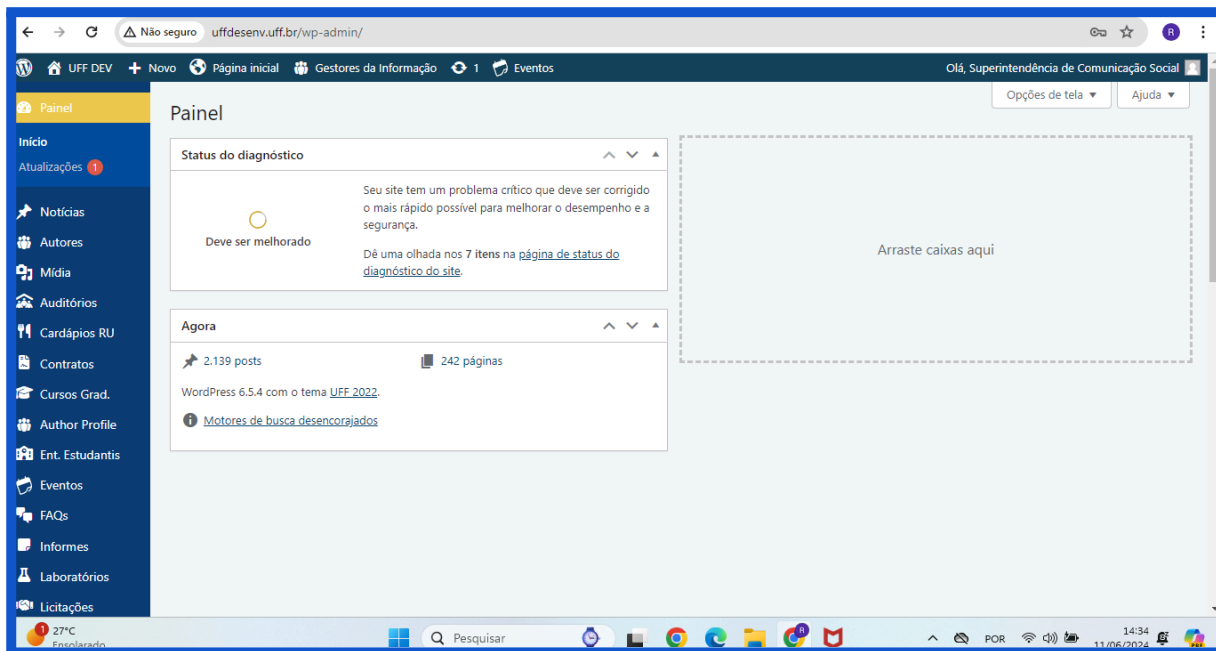 Não seguro uffdesenv.uff.br/wp-admin/ R
UFF DEV + Novo Página inicial Gestores da Informação 1 Eventos Olá, Superintendência de Comunicação Social
Painel
Início
Atualizações 1
Notícias
Autores
Mídia
Auditórios
Cardápios RU
Contratos
Cursos Grad.
Author Profile
Ent. Estudantis
Eventos
FAQs
Informes
Laboratórios
Licitações
Opções de tela Ajuda
Painel
Status do diagnóstico
Deve ser melhorado
Seu site tem um problema crítico que deve ser corrigido
o mais rápido possível para melhorar o desempenho e a
segurança.
Dê uma olhada nos 7 itens na página de status do
diagnóstico do site.
Agora
2.139 posts 242 páginas
WordPress 6.5.4 com o tema UFF 2022.
Motores de busca desencorajados
Arraste caixas aqui
1 27°C
Ensolarado
Pesquisar
POR
14:34
11/06/2024